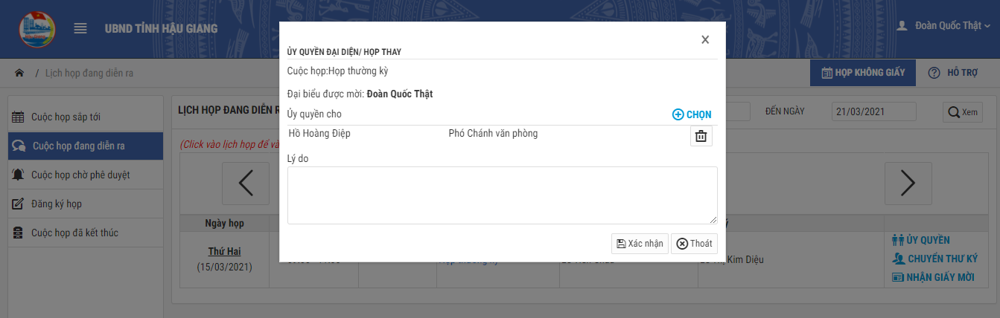 UBND TỈNH HẬU GIANG
Đoàn Quốc Thật
/ Lịch họp đang diễn ra
HỌP KHÔNG GIẤY
HỖ TRỢ
Cuộc họp sắp tới
Cuộc họp đang diễn ra
Cuộc họp chờ phê duyệt
Đăng ký họp
Cuộc họp đã kết thúc
LỊCH HỌP ĐANG DIỄN R
ĐẾN NGÀY
21/03/2021
Xem
(Click vào lịch họp để và
ỦY QUYỀN ĐẠI DIỆN/ HỌP THAY
Cuộc họp:Họp thường kỳ
Đại biểu được mời: Đoàn Quốc Thật
Ủy quyền cho
CHỌN
Hồ Hoàng Điệp
Phó Chánh văn phòng
Lý do
Xác nhận
Thoát
Ngày họp
Thứ Hai
(15/03/2021)
Kim Diệu
ỦY QUYỀN
CHUYỂN THƯ KÝ
NHẬN GIẤY MỜI